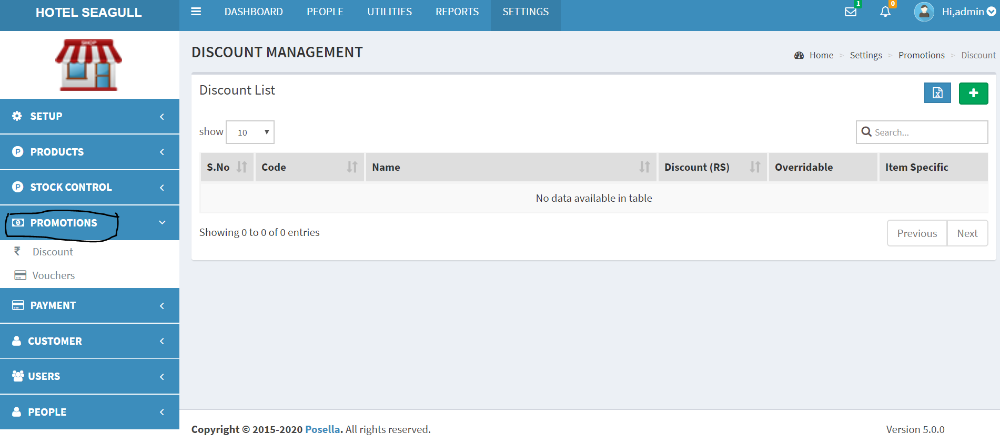 HOTEL SEAGULL
DASHBOARD PEOPLE UTILITIES REPORTS SETTINGS
1
0
Hi,admin
SHOP
DISCOUNT MANAGEMENT
Home > Settings > Promotions > Discount
Discount List
show 10
Search...
S.No Code Name Discount (RS) Overridable Item Specific
No data available in table
Showing 0 to 0 of 0 entries
Previous Next
SETUP
PRODUCTS
STOCK CONTROL
PROMOTIONS
₹ Discount
Vouchers
PAYMENT
CUSTOMER
USERS
PEOPLE
Copyright © 2015-2020 Posella. All rights reserved.
Version 5.0.0